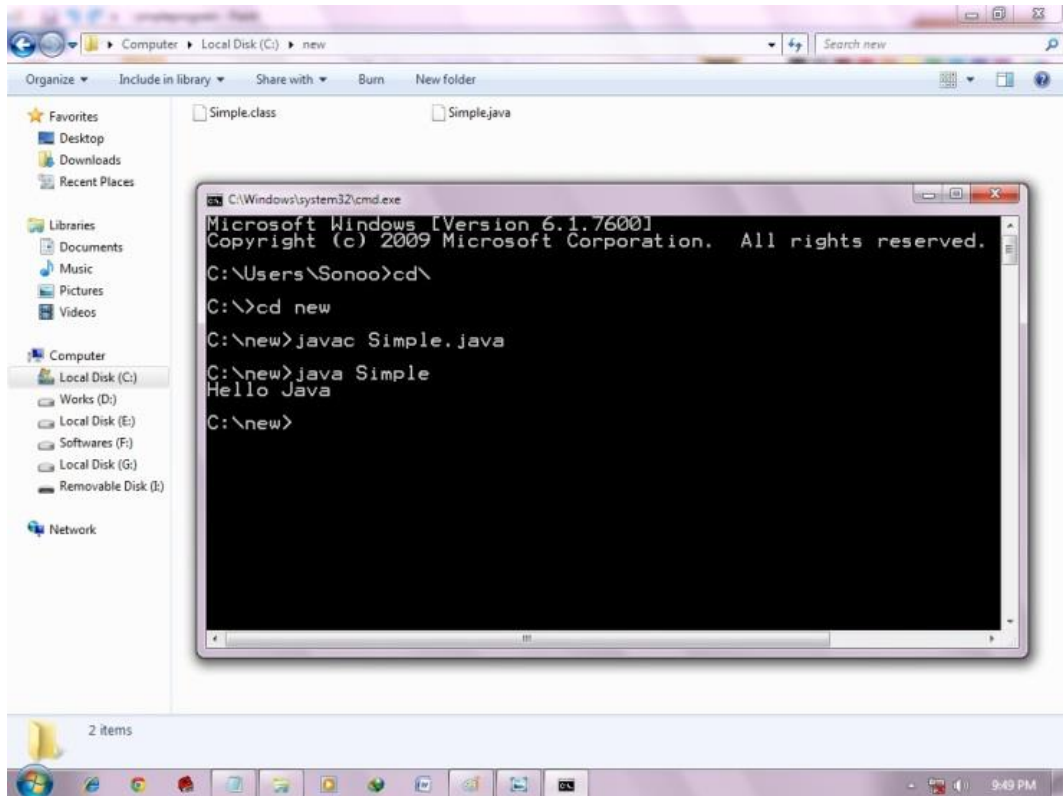 Computer ▸ Local Disk (C:) ▸ new
Search new
Organize ▾ Include in library ▾ Share with ▾ Burn New folder
Favorites
Desktop
Downloads
Recent Places
Libraries
Documents
Music
Pictures
Videos
Computer
Local Disk (C:)
Works (D:)
Local Disk (E:)
Softwares (F:)
Local Disk (G:)
Removable Disk (I:)
Network
Simple.class Simple.java
C:\Windows\system32\cmd.exe
Microsoft Windows [Version 6.1.7600]
Copyright (c) 2009 Microsoft Corporation. All rights reserved.
C:\Users\Sonoo>cd\
C:\>cd new
C:\new>javac Simple.java
C:\new>java Simple
Hello Java
C:\new>
2 items
9:49 PM